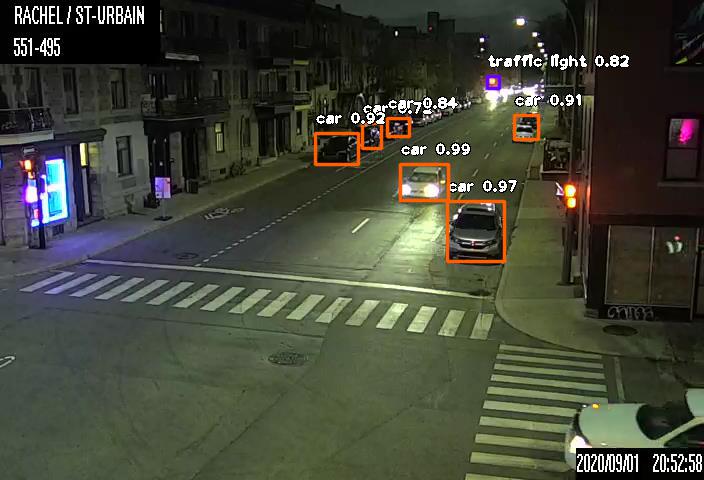 RACHEL / ST-URBAIN
551-495
traffic light 0.82
car 0.92
car 0.84
car 0.91
car 0.99
car 0.97
2020/09/01 20:52:58